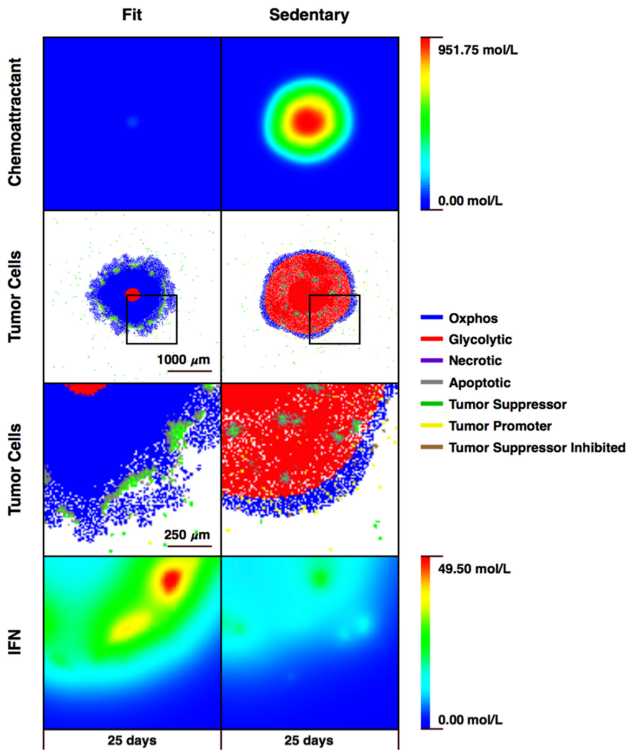 Fit
Sedentary
Chemoattractant
951.75 mol/L
0.00 mol/L
Tumor Cells
1000 μm
Oxphos
Glycolytic
Necrotic
Apoptotic
Tumor Suppressor
Tumor Promoter
Tumor Suppressor Inhibited
Tumor Cells
250 μm
IFN
49.50 mol/L
0.00 mol/L
25 days
25 days